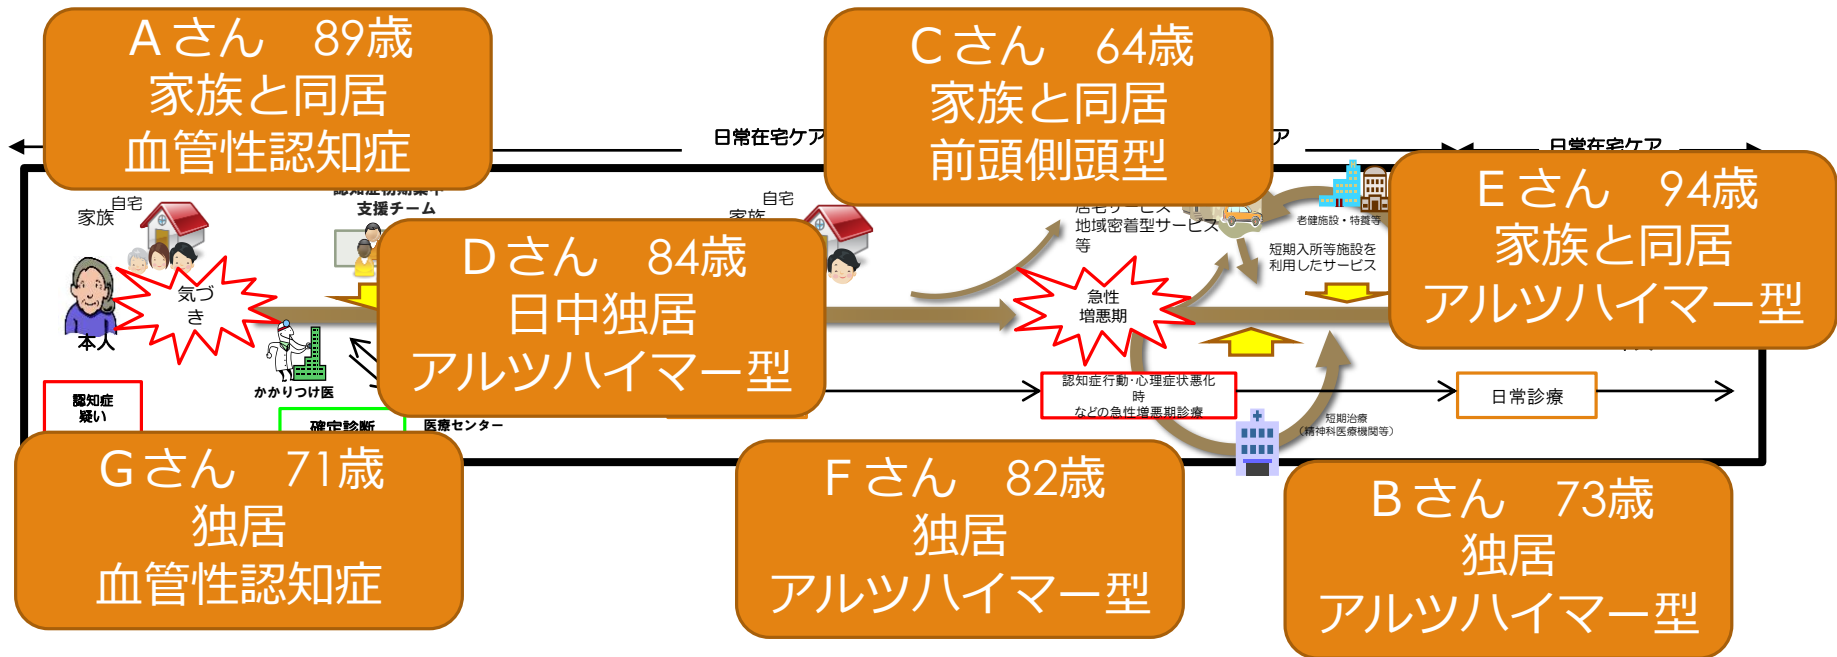 Aさん　89歳
家族と同居
血管性認知症
Cさん　64歳
家族と同居
前頭側頭型
日常在宅ケア
ア
日常在宅ケア
Eさん　94歳
家族と同居
アルツハイマー型
自宅
家族
支援チーム
自宅
家族
居宅サービス
地域密着型サービス
等
老健施設・特養等
短期入所等施設を
利用したサービス
Dさん　84歳
日中独居
アルツハイマー型
気づ
き
本人
かかりつけ医
急性
増悪期
認知症
疑い
確定診断
医療センター
認知症行動・心理症状悪化
時
などの急性増悪期診療
日常診療
短期治療
（精神科医療機関等）
Gさん　71歳
独居
血管性認知症
Fさん　82歳
独居
アルツハイマー型
Bさん　73歳
独居
アルツハイマー型